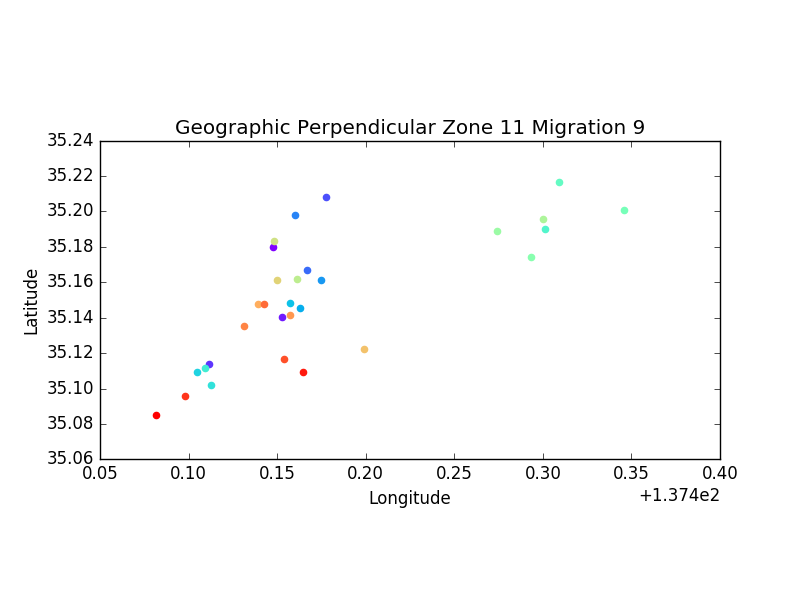 Geographic Perpendicular Zone 11 Migration 9
35.24
35.22
35.20
35.18
35.16
35.14
35.12
35.10
35.08
35.06
Latitude
0.05 0.10 0.15 0.20 0.25 0.30 0.35 0.40
Longitude
+1.374e2